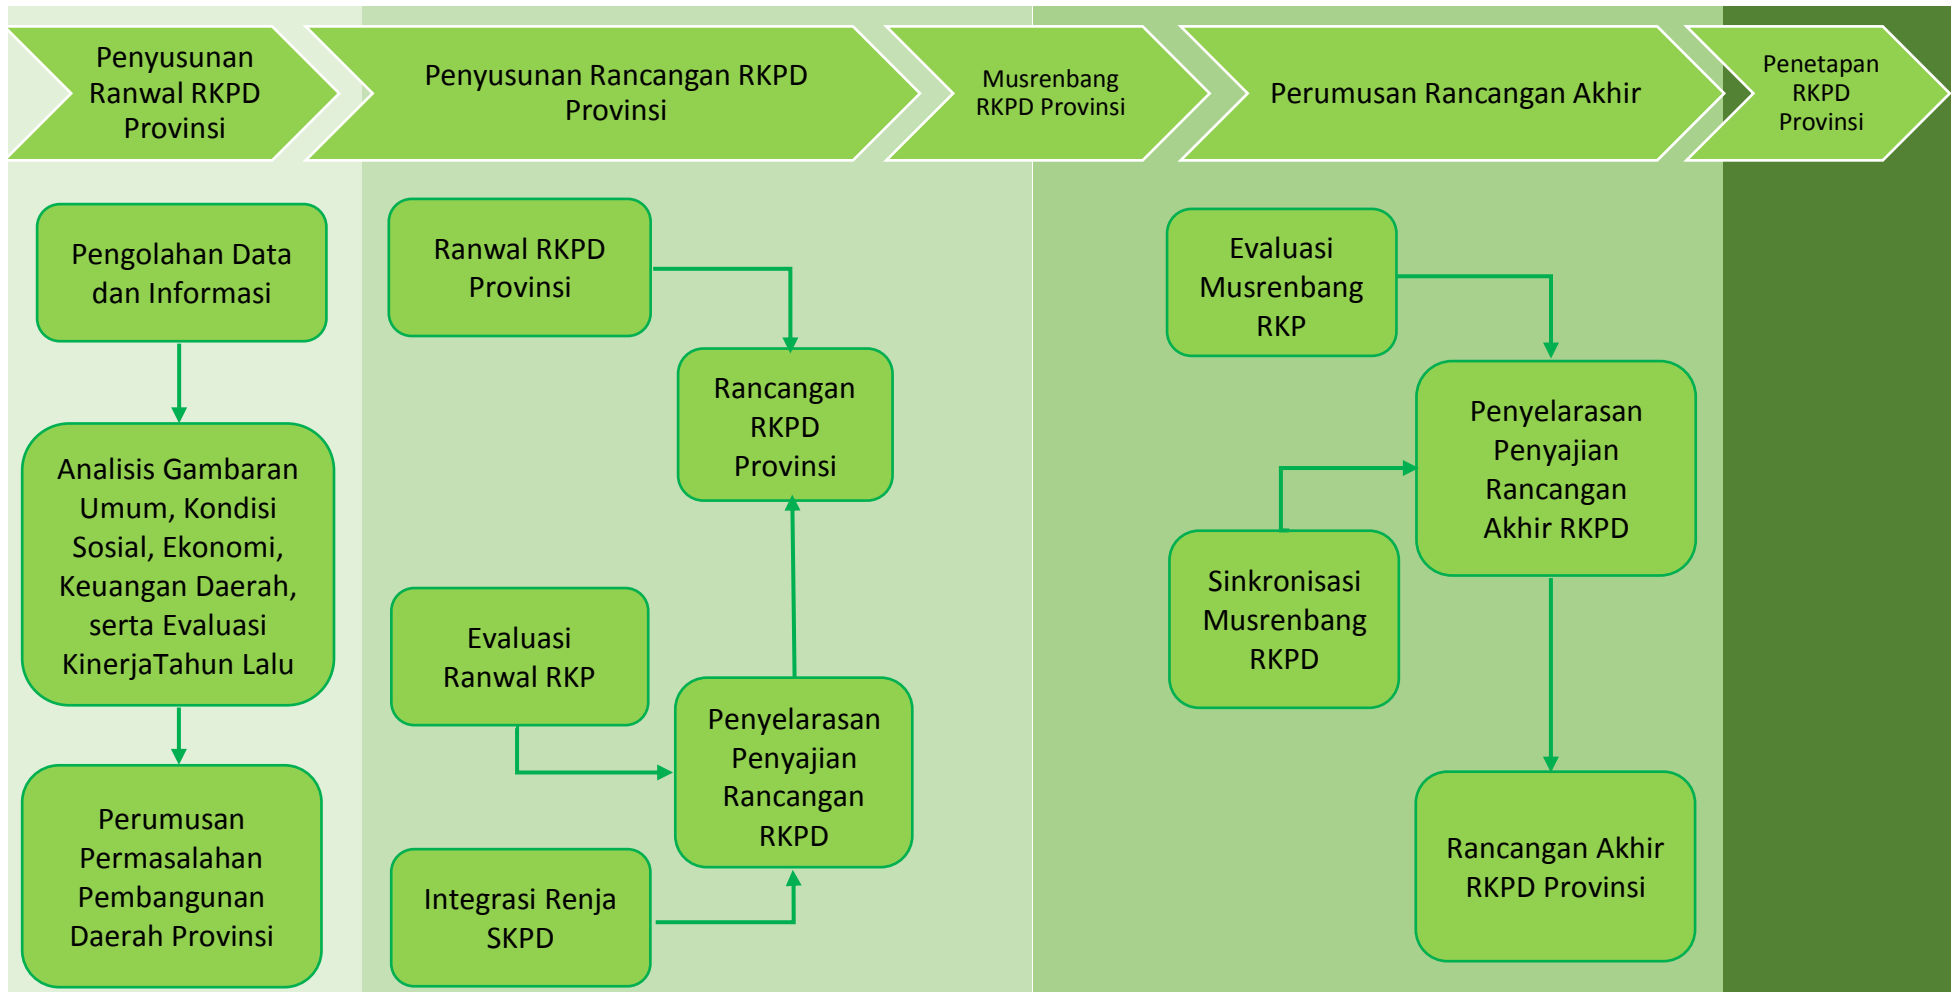 Penyusunan
Ranwal RKPD
Provinsi
Penyusunan Rancangan RKPD
Provinsi
Musrenbang
RKPD Provinsi
Perumusan Rancangan Akhir
Penetapan
RKPD
Provinsi
Pengolahan Data
dan Informasi
Analisis Gambaran
Umum, Kondisi
Sosial, Ekonomi,
Keuangan Daerah,
serta Evaluasi
KinerjaTahun Lalu
Perumusan
Permasalahan
Pembangunan
Daerah Provinsi
Ranwal RKPD
Provinsi
Rancangan
RKPD
Provinsi
Evaluasi
Ranwal RKP
Penyelarasan
Penyajian
Rancangan
RKPD
Integrasi Renja
SKPD
Evaluasi
Musrenbang
RKP
Penyelarasan
Penyajian
Rancangan
Akhir RKPD
Sinkronisasi
Musrenbang
RKPD
Rancangan Akhir
RKPD Provinsi